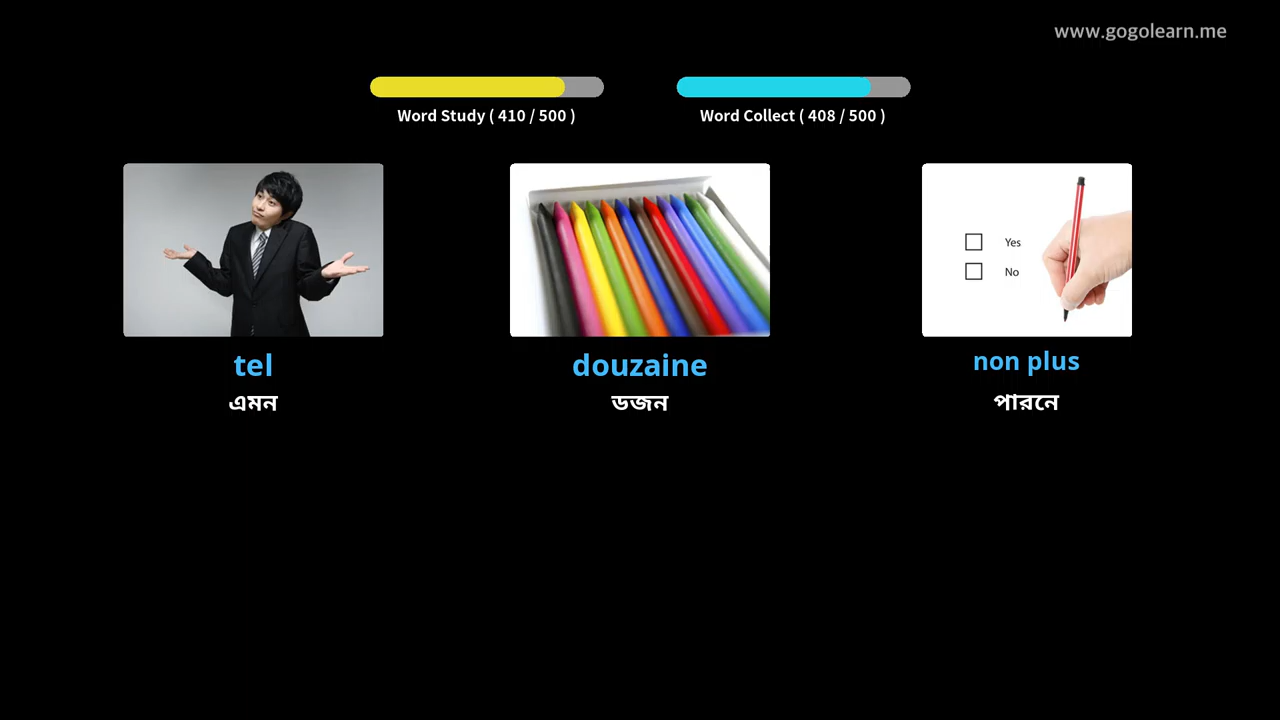 www.gogolearn.me
Word Study ( 410 / 500 )
Word Collect ( 408 / 500 )
Yes
No
tel
douzaine
non plus
এমন
ডজন
পারনে